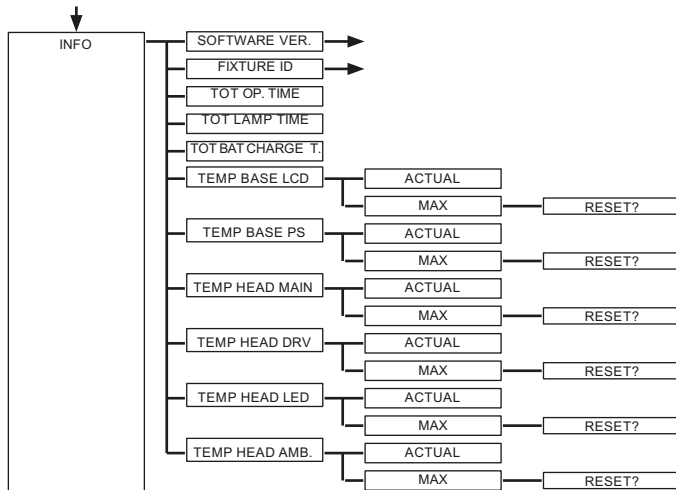 INFO
SOFTWARE VER.
FIXTURE ID
TOT OP. TIME
TOT LAMP TIME
TOT BAT CHARGE T.
TEMP BASE LCD
ACTUAL
MAX
RESET?
TEMP BASE PS
ACTUAL
MAX
RESET?
TEMP HEAD MAIN
ACTUAL
MAX
RESET?
TEMP HEAD DRV
ACTUAL
MAX
RESET?
TEMP HEAD LED
ACTUAL
MAX
RESET?
TEMP HEAD AMB.
ACTUAL
MAX
RESET?